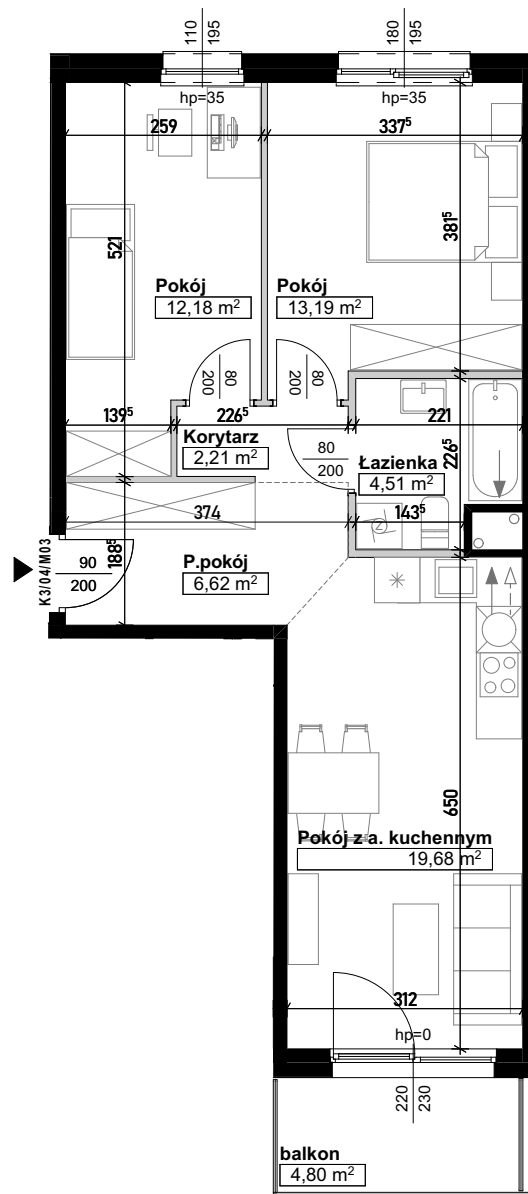 110
195
180
195
hp=35
hp=35
259
337⁵
521
381⁵
Pokój
12,18 m²
Pokój
13,19 m²
80
200
80
200
139⁵
226⁵
221
Korytarz
2,21 m²
80
200
226⁵
Łazienka
4,51 m²
374
143⁵
K3/04/M03
90
200
188⁵
P.pokój
6,62 m²
650
Pokój z a. kuchennym
19,68 m²
312
hp=0
220
230
balkon
4,80 m²